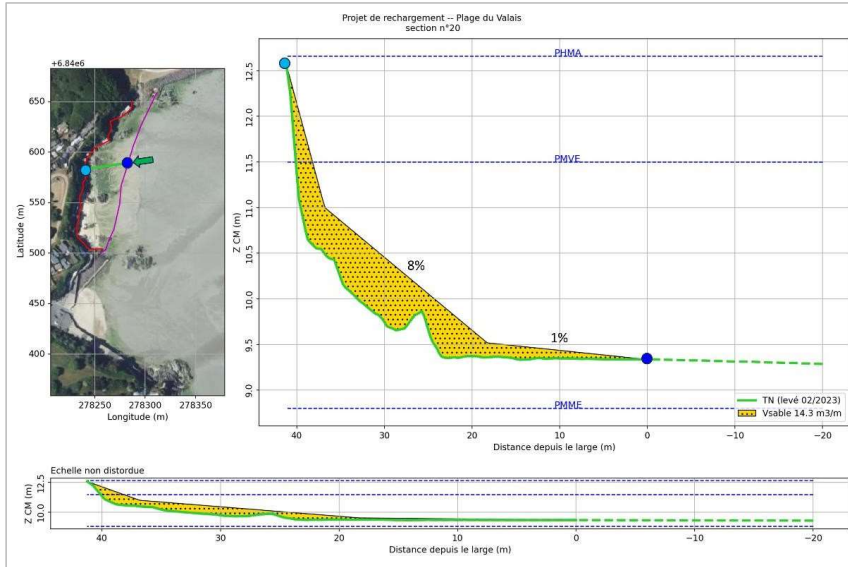 Projet de rechargement -- Plage du Valais
section n°20
+6.84e6
650
600
550
500
450
400
Latitude (m)
278250 278300 278350
Longitude (m)
PHMA
PMVE
PMME
8%
1%
12.5
12.0
11.5
11.0
10.5
10.0
9.5
9.0
Z CM (m)
TN (levé 02/2023)
Vsable 14.3 m3/m
40 30 20 10 0 −10 −20
Distance depuis le large (m)
Echelle non distordue
12.5
10.0
Z CM (m)
40 30 20 10 0 −10 −20
Distance depuis le large (m)